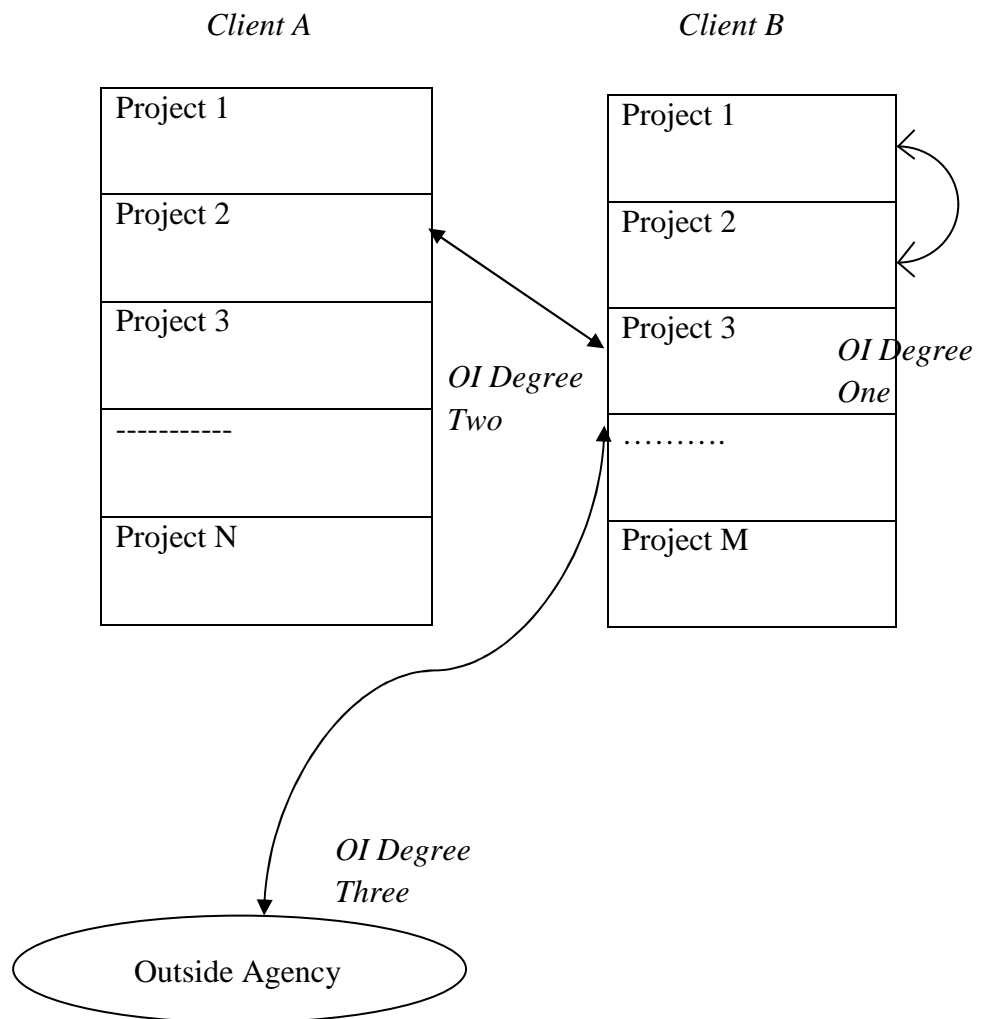 Client A
Client B
Project 1
Project 2
Project 3
-----------
Project N
Project 1
Project 2
Project 3
……….
Project M
OI Degree
Two
OI Degree
One
OI Degree
Three
Outside Agency